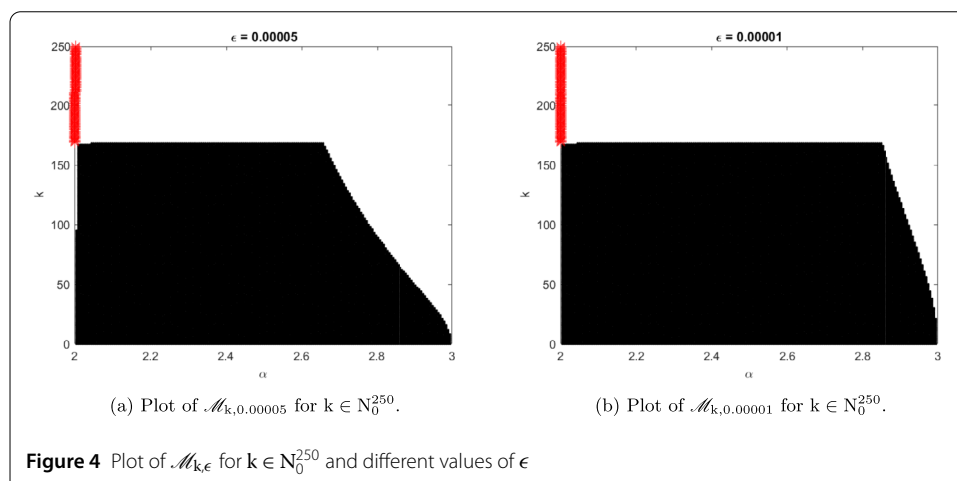 ϵ = 0.00005
250
200
150
100
50
0
k
2
2.2
2.4
2.6
2.8
3
α
(a) Plot of ℳk,0.00005 for k ∈ N₀²⁵⁰.
ϵ = 0.00001
250
200
150
100
50
0
k
2
2.2
2.4
2.6
2.8
3
α
(b) Plot of ℳk,0.00001 for k ∈ N₀²⁵⁰.
Figure 4 Plot of ℳk,ϵ for k ∈ N₀²⁵⁰ and different values of ϵ